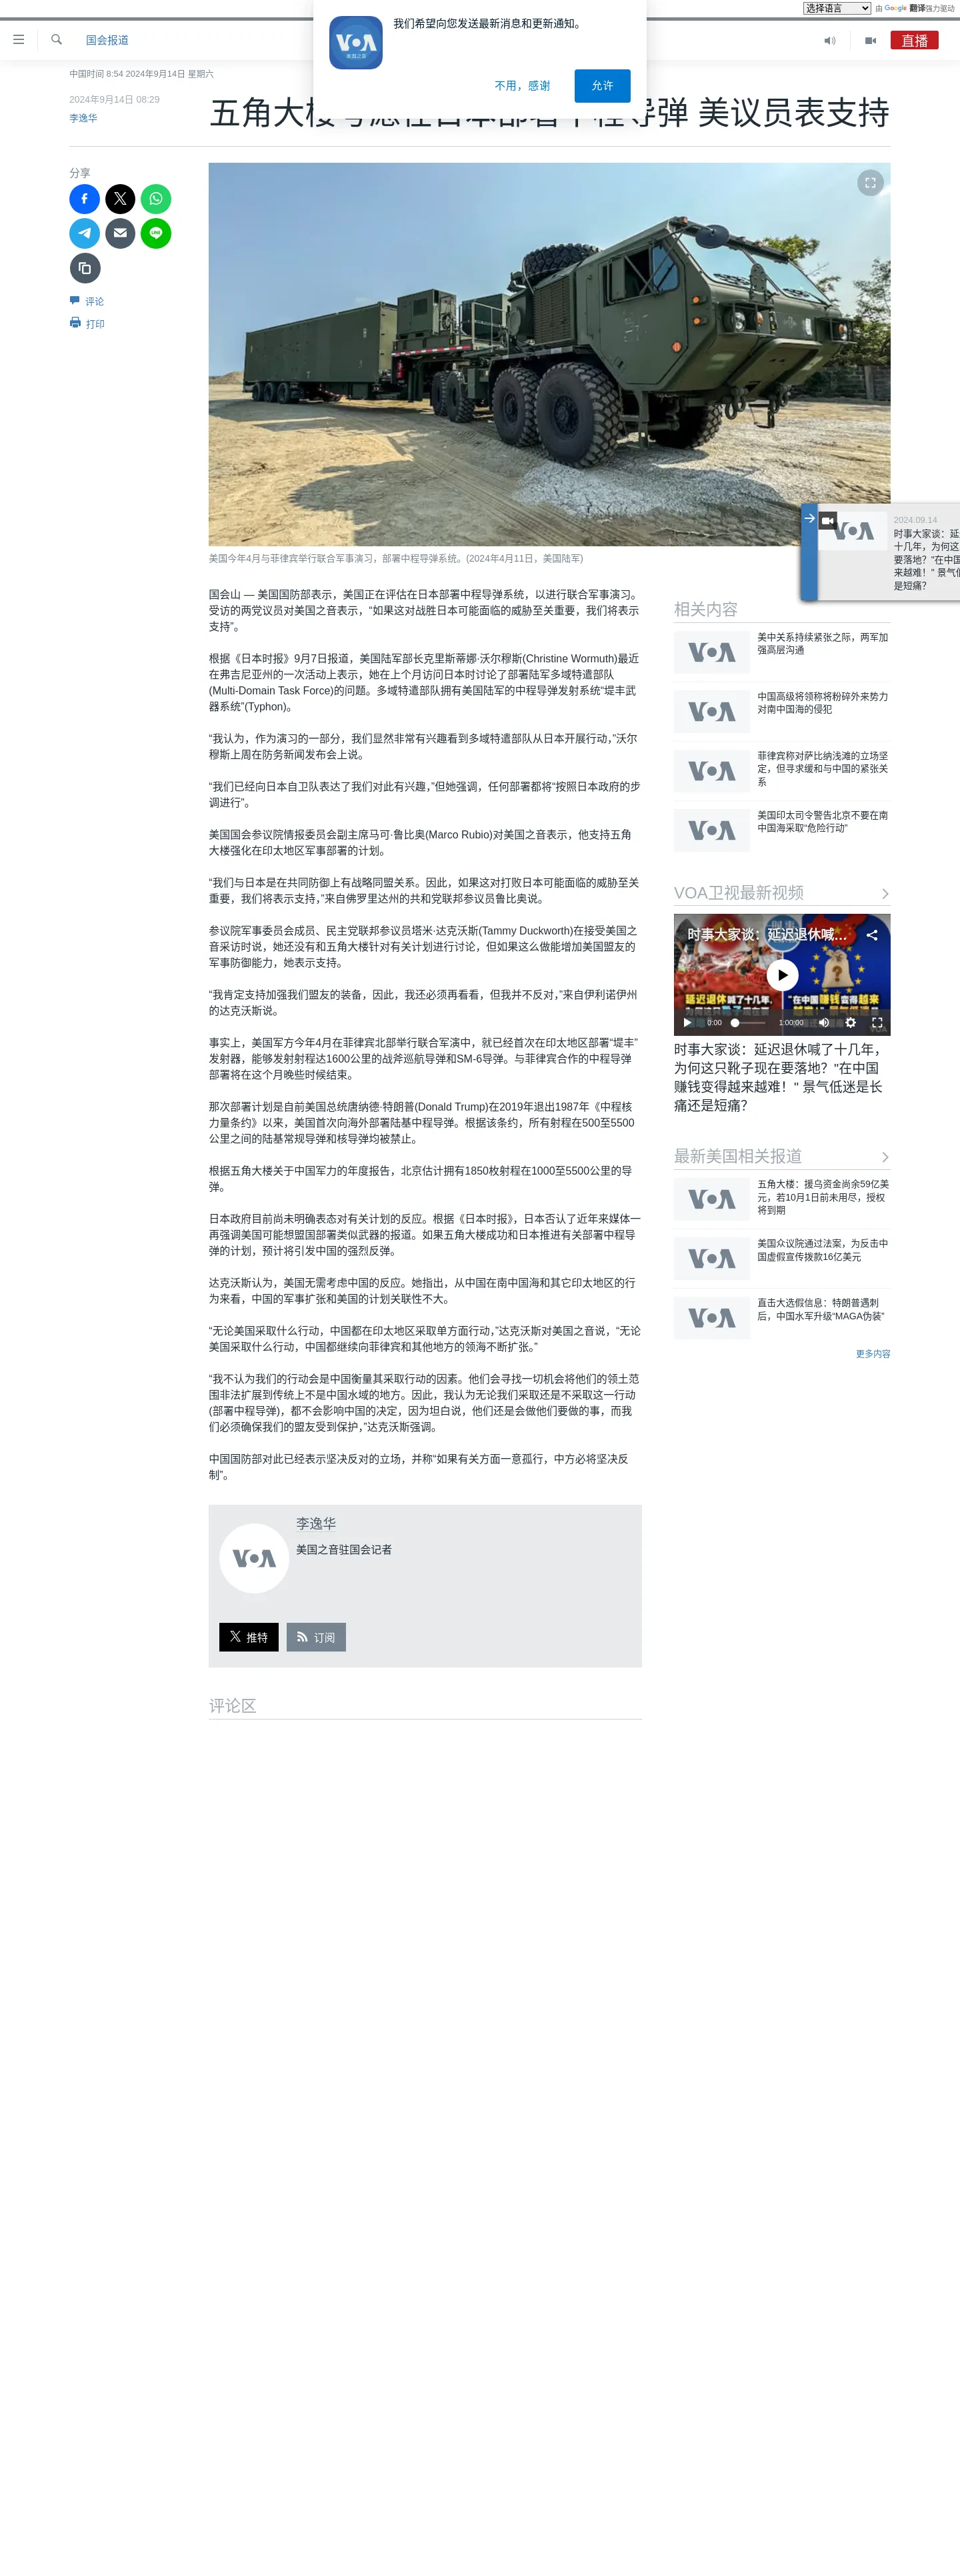 选择语言
由 Google 翻译强力驱动
我们希望向您发送最新消息和更新通知。
VOA
美国之音
不用，感谢
允许
国会报道
直播
中国时间 8:54 2024年9月14日 星期六
2024年9月14日 08:29
李逸华
五角大楼
在日本部署中程导弹 美议员表支持
分享
评论
打印
美国今年4月与菲律宾举行联合军事演习，部署中程导弹系统。(2024年4月11日，美国陆军)
2024.09.14
时事大家谈：延
十几年，为何这
要落地？"在中国
来越难！" 景气低
是短痛？
国会山 — 美国国防部表示，美国正在评估在日本部署中程导弹系统，以进行联合军事演习。
受访的两党议员对美国之音表示，“如果这对战胜日本可能面临的威胁至关重要，我们将表示
支持”。
根据《日本时报》9月7日报道，美国陆军部长克里斯蒂娜·沃尔穆斯(Christine Wormuth)最近
在弗吉尼亚州的一次活动上表示，她在上个月访问日本时讨论了部署陆军多域特遣部队
(Multi-Domain Task Force)的问题。多域特遣部队拥有美国陆军的中程导弹发射系统“堤丰武
器系统”(Typhon)。
“我认为，作为演习的一部分，我们显然非常有兴趣看到多域特遣部队从日本开展行动，”沃尔
穆斯上周在防务新闻发布会上说。
“我们已经向日本自卫队表达了我们对此有兴趣，”但她强调，任何部署都将“按照日本政府的步
调进行”。
美国国会参议院情报委员会副主席马可·鲁比奥(Marco Rubio)对美国之音表示，他支持五角
大楼强化在印太地区军事部署的计划。
“我们与日本是在共同防御上有战略同盟关系。因此，如果这对打败日本可能面临的威胁至关
重要，我们将表示支持，”来自佛罗里达州的共和党联邦参议员鲁比奥说。
参议院军事委员会成员、民主党联邦参议员塔米·达克沃斯(Tammy Duckworth)在接受美国之
音采访时说，她还没有和五角大楼针对有关计划进行讨论，但如果这么做能增加美国盟友的
军事防御能力，她表示支持。
“我肯定支持加强我们盟友的装备，因此，我还必须再看看，但我并不反对，”来自伊利诺伊州
的达克沃斯说。
事实上，美国军方今年4月在菲律宾北部举行联合军演中，就已经首次在印太地区部署“堤丰”
发射器，能够发射射程达1600公里的战斧巡航导弹和SM-6导弹。与菲律宾合作的中程导弹
部署将在这个月晚些时候结束。
那次部署计划是自前美国总统唐纳德·特朗普(Donald Trump)在2019年退出1987年《中程核
力量条约》以来，美国首次向海外部署陆基中程导弹。根据该条约，所有射程在500至5500
公里之间的陆基常规导弹和核导弹均被禁止。
根据五角大楼关于中国军力的年度报告，北京估计拥有1850枚射程在1000至5500公里的导
弹。
日本政府目前尚未明确表态对有关计划的反应。根据《日本时报》，日本否认了近年来媒体一
再强调美国可能想盟国部署类似武器的报道。如果五角大楼成功和日本推进有关部署中程导
弹的计划，预计将引发中国的强烈反弹。
达克沃斯认为，美国无需考虑中国的反应。她指出，从中国在南中国海和其它印太地区的行
为来看，中国的军事扩张和美国的计划关联性不大。
“无论美国采取什么行动，中国都在印太地区采取单方面行动，”达克沃斯对美国之音说，“无论
美国采取什么行动，中国都继续向菲律宾和其他地方的领海不断扩张。”
“我不认为我们的行动会是中国衡量其采取行动的因素。他们会寻找一切机会将他们的领土范
围非法扩展到传统上不是中国水域的地方。因此，我认为无论我们采取还是不采取这一行动
(部署中程导弹)，都不会影响中国的决定，因为坦白说，他们还是会做他们要做的事，而我
们必须确保我们的盟友受到保护，”达克沃斯强调。
中国国防部对此已经表示坚决反对的立场，并称“如果有关方面一意孤行，中方必将坚决反
制”。
李逸华
美国之音驻国会记者
VOA
推特
订阅
评论区
相关内容
美中关系持续紧张之际，两军加
强高层沟通
中国高级将领称将粉碎外来势力
对南中国海的侵犯
菲律宾称对萨比纳浅滩的立场坚
定，但寻求缓和与中国的紧张关
系
美国印太司令警告北京不要在南
中国海采取“危险行动”
VOA卫视最新视频
时事大家谈：延迟退休喊...
0:00
1:00:00
时事大家谈：延迟退休喊了十几年，
为何这只靴子现在要落地？"在中国
赚钱变得越来越难！" 景气低迷是长
痛还是短痛？
最新美国相关报道
五角大楼：援乌资金尚余59亿美
元，若10月1日前未用尽，授权
将到期
美国众议院通过法案，为反击中
国虚假宣传拨款16亿美元
直击大选假信息：特朗普遇刺
后，中国水军升级“MAGA伪装”
更多内容